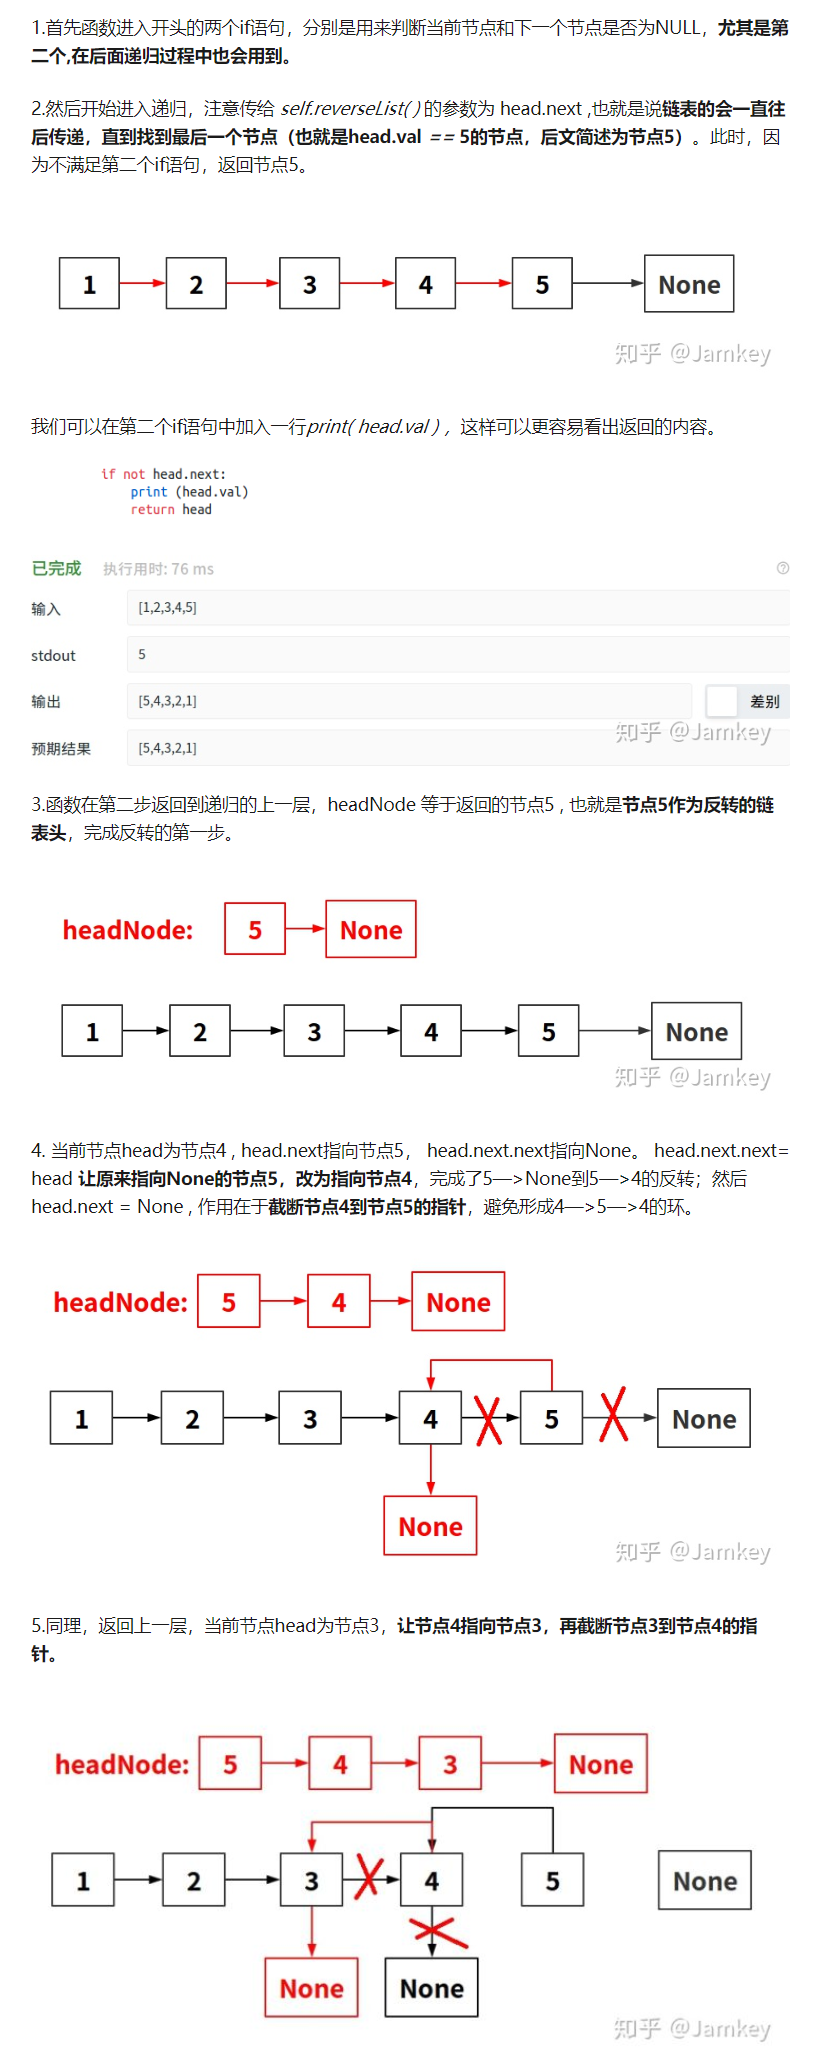 1.首先函数进入开头的两个if语句，分别是用来判断当前节点和下一个节点是否为NULL，尤其是第
二个,在后面递归过程中也会用到。
2.然后开始进入递归，注意传给 self.reverseList( ) 的参数为 head.next ,也就是说链表的会一直往
后传递，直到找到最后一个节点（也就是head.val == 5的节点，后文简述为节点5）。此时，因
为不满足第二个if语句，返回节点5。
1 2 3 4 5 None
知乎 @Jamkey
我们可以在第二个if语句中加入一行print( head.val )，这样可以更容易看出返回的内容。
if not head.next:
print (head.val)
return head
已完成 执行用时: 76 ms
输入 [1,2,3,4,5]
stdout 5
输出 [5,4,3,2,1] 差别
知乎 @Jamkey
预期结果 [5,4,3,2,1]
3.函数在第二步返回到递归的上一层，headNode 等于返回的节点5 , 也就是节点5作为反转的链
表头，完成反转的第一步。
headNode: 5 None
1 2 3 4 5 None
知乎 @Jamkey
4. 当前节点head为节点4 , head.next指向节点5， head.next.next指向None。 head.next.next=
head 让原来指向None的节点5，改为指向节点4，完成了5—>None到5—>4的反转；然后
head.next = None , 作用在于截断节点4到节点5的指针，避免形成4—>5—>4的环。
headNode: 5 4 None
1 2 3 4 5 None
None
知乎 @Jamkey
5.同理，返回上一层，当前节点head为节点3，让节点4指向节点3，再截断节点3到节点4的指
针。
headNode: 5 4 3 None
1 2 3 4 5 None
None None
知乎 @Jamkey